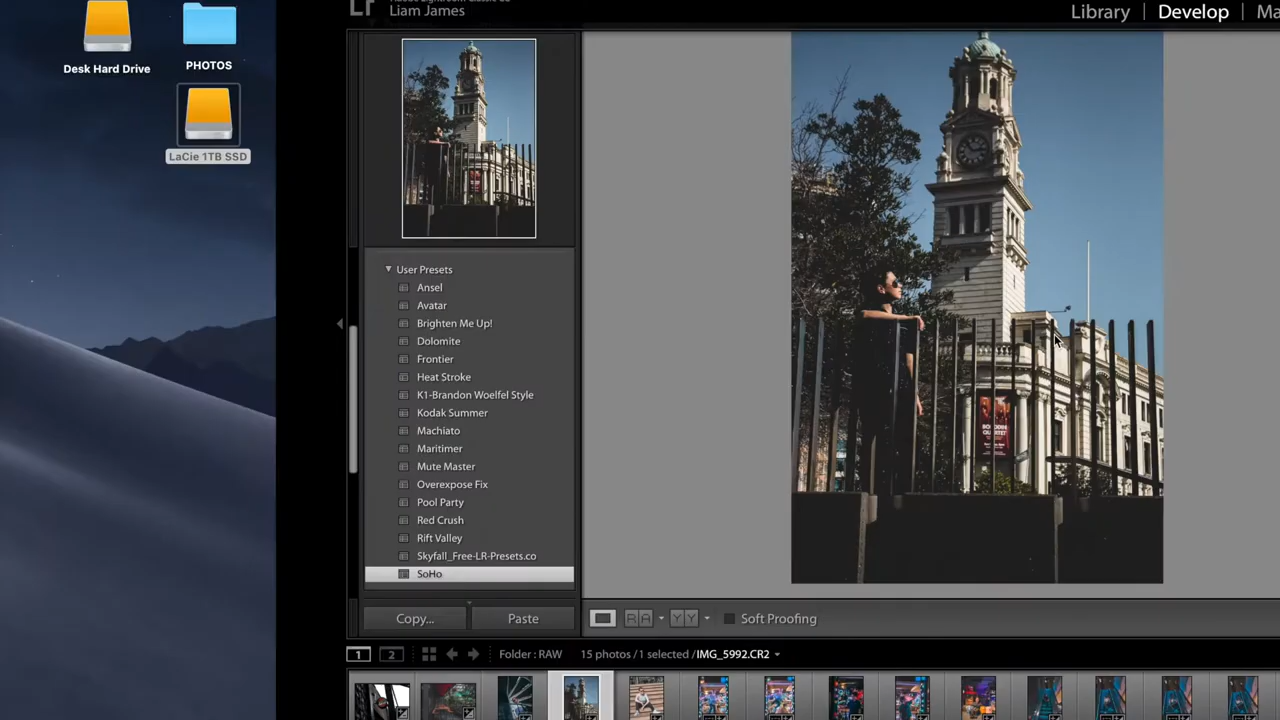 Desk Hard Drive
PHOTOS
LaCie 1TB SSD
Lr
Liam James
Library | Develop | Ma
User Presets
Ansel
Avatar
Brighten Me Up!
Dolomite
Frontier
Heat Stroke
K1-Brandon Woelfel Style
Kodak Summer
Machiato
Maritimer
Mute Master
Overexpose Fix
Pool Party
Red Crush
Rift Valley
Skyfall_Free-LR-Presets.co
SoHo
Copy...
Paste
R A
Y Y
Soft Proofing
1
2
Folder : RAW
15 photos / 1 selected / IMG_5992.CR2